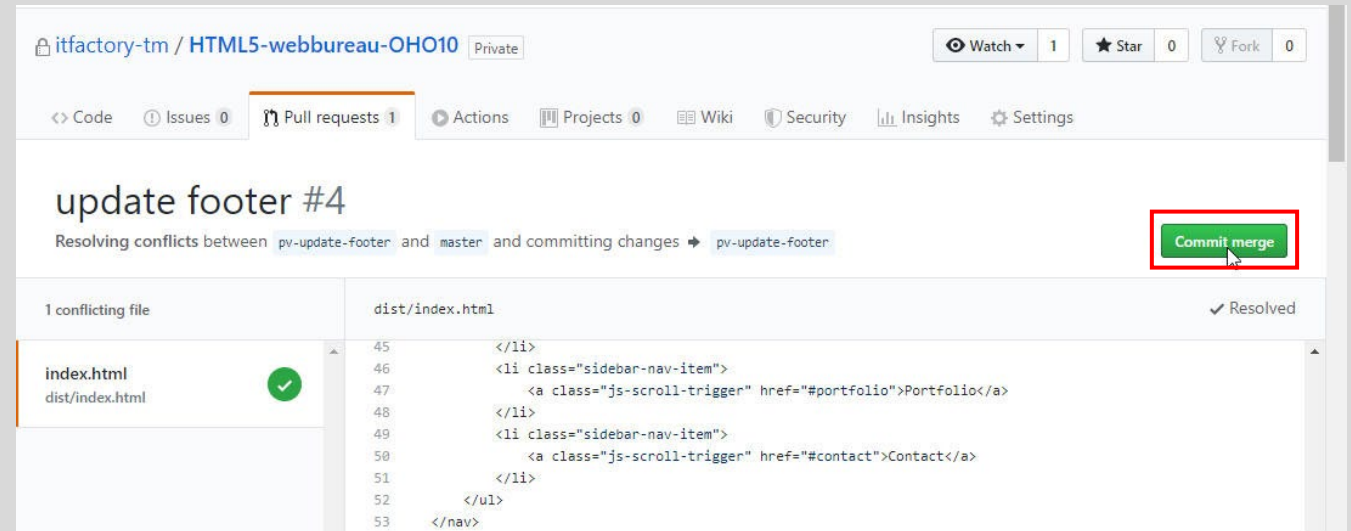 itfactory-tm / HTML5-webbureau-OHO10 Private Watch 1 Star 0 Fork 0
<> Code Issues 0 Pull requests 1 Actions Projects 0 Wiki Security Insights Settings
update footer #4
Resolving conflicts between pv-update-footer and master and committing changes → pv-update-footer
Commit merge
1 conflicting file
dist/index.html
Resolved
index.html
dist/index.html
45 </li>
46 <li class="sidebar-nav-item">
47 <a class="js-scroll-trigger" href="#portfolio">Portfolio</a>
48 </li>
49 <li class="sidebar-nav-item">
50 <a class="js-scroll-trigger" href="#contact">Contact</a>
51 </li>
52 </ul>
53 </nav>